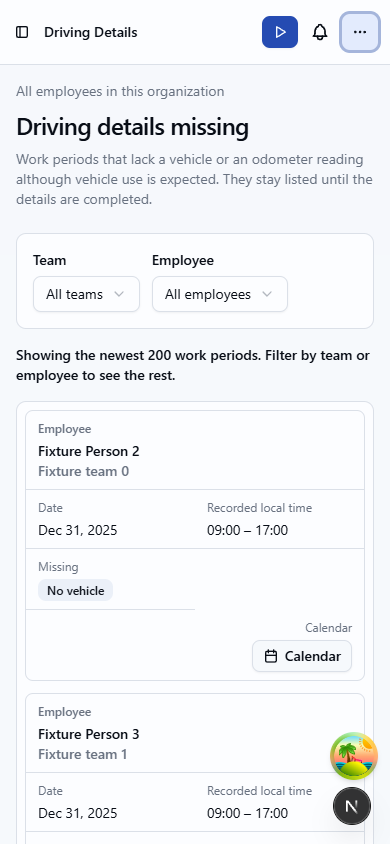 Driving Details
All employees in this organization
Driving details missing
Work periods that lack a vehicle or an odometer reading
although vehicle use is expected. They stay listed until the
details are completed.
Team
Employee
All teams
All employees
Showing the newest 200 work periods. Filter by team or
employee to see the rest.
Employee
Fixture Person 2
Fixture team 0
Date
Recorded local time
Dec 31, 2025
09:00 – 17:00
Missing
No vehicle
Calendar
Calendar
Employee
Fixture Person 3
Fixture team 1
Date
Recorded local time
Dec 31, 2025
09:00 – 17:00
N